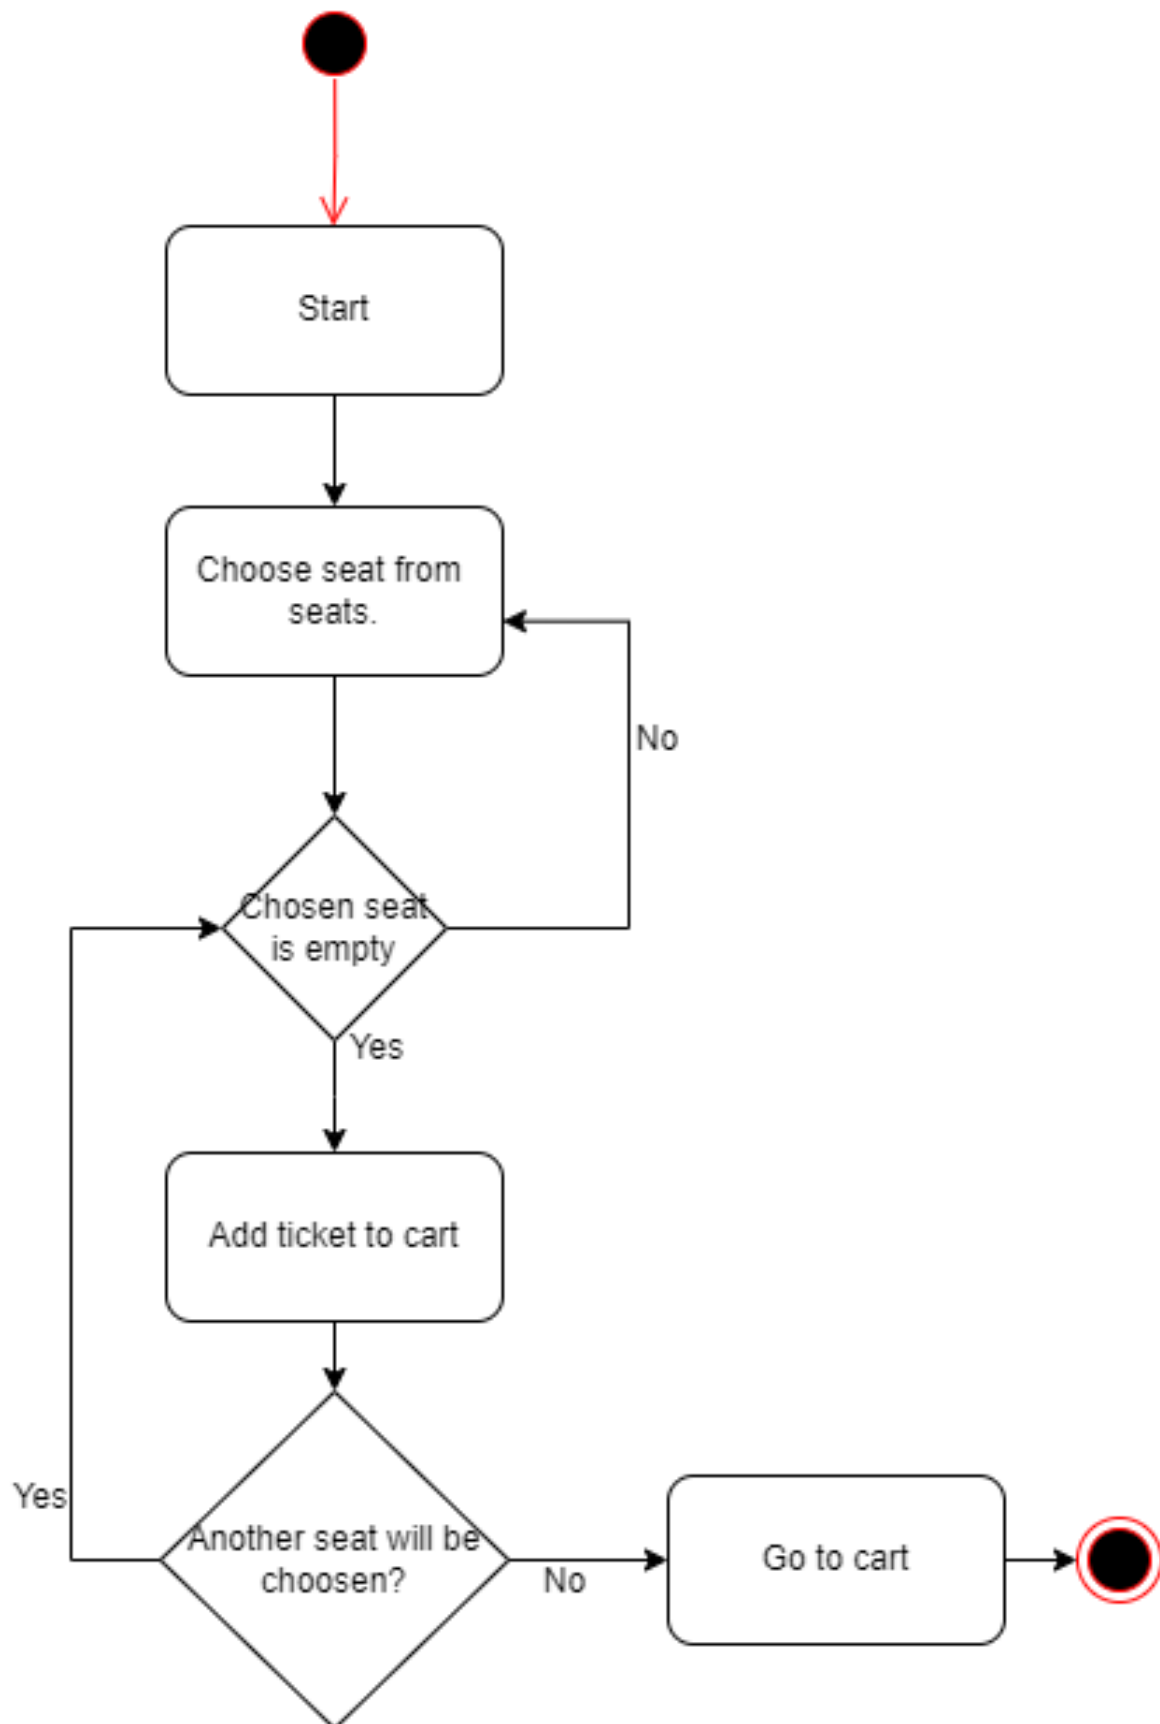 Start
Choose seat from
seats.
No
Chosen seat
is empty
Yes
Add ticket to cart
Yes
Another seat will be
choosen?
No
Go to cart